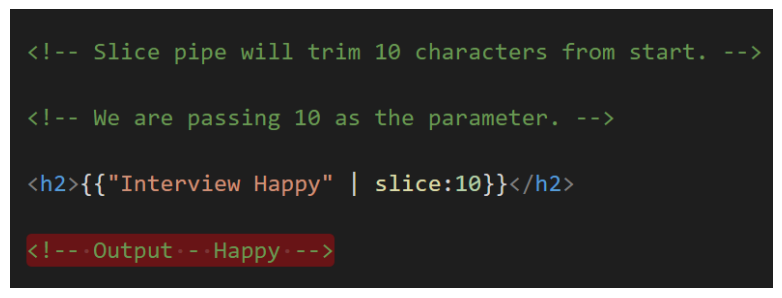 <!-- Slice pipe will trim 10 characters from start. -->
<!-- We are passing 10 as the parameter. -->
<h2>{{"Interview Happy" | slice:10}}</h2>
<!-- Output - Happy -->